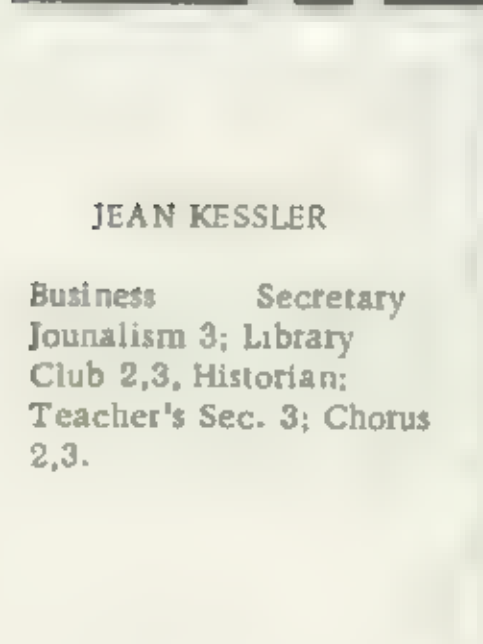 JEAN KESSLER
Business Secretary
Jounalism 3; Library
Club 2,3, Historian;
Teacher's Sec. 3; Chorus
2,3.